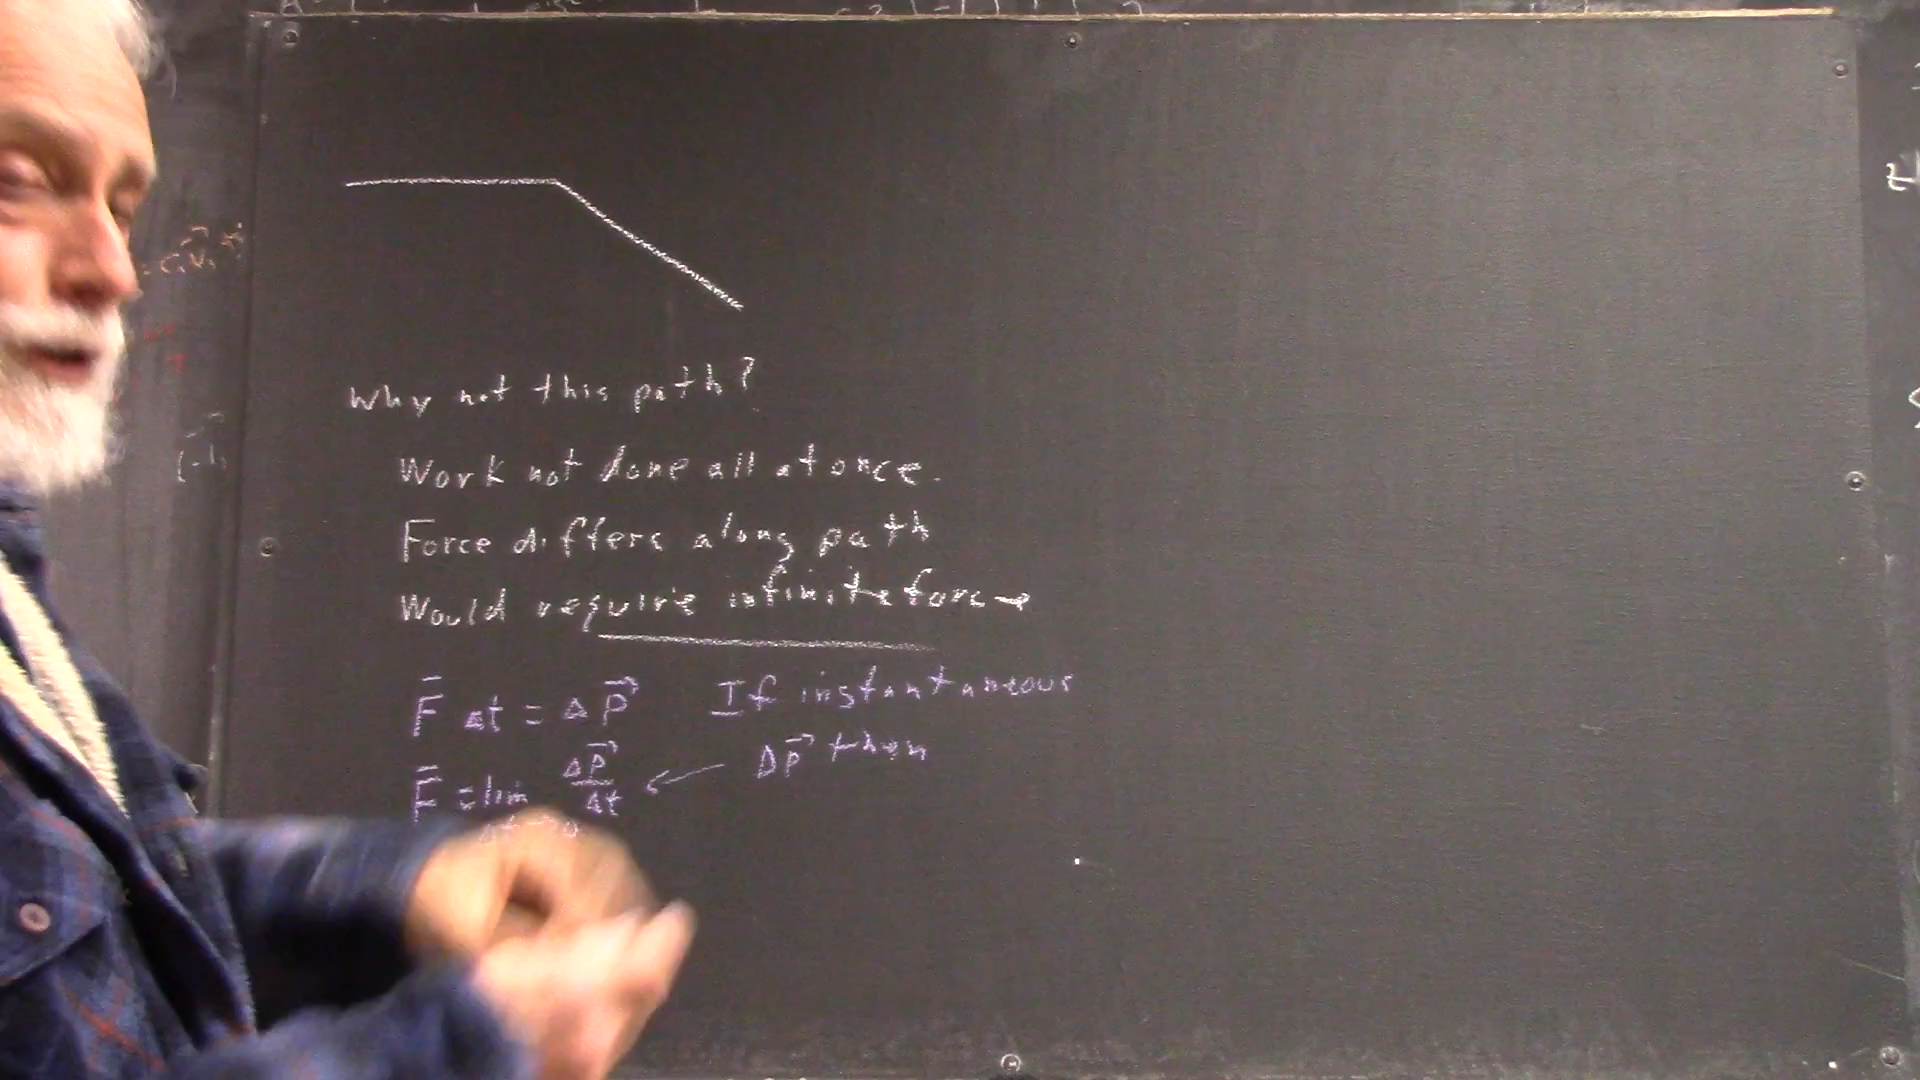 Why not this path?
Work not done all at once.
Force differs along path
Would require infinite force
F̄ Δt = Δp⃗ If instantaneous
Δp⃗ then
F̄ = lim Δp⃗/Δt
Δt→0